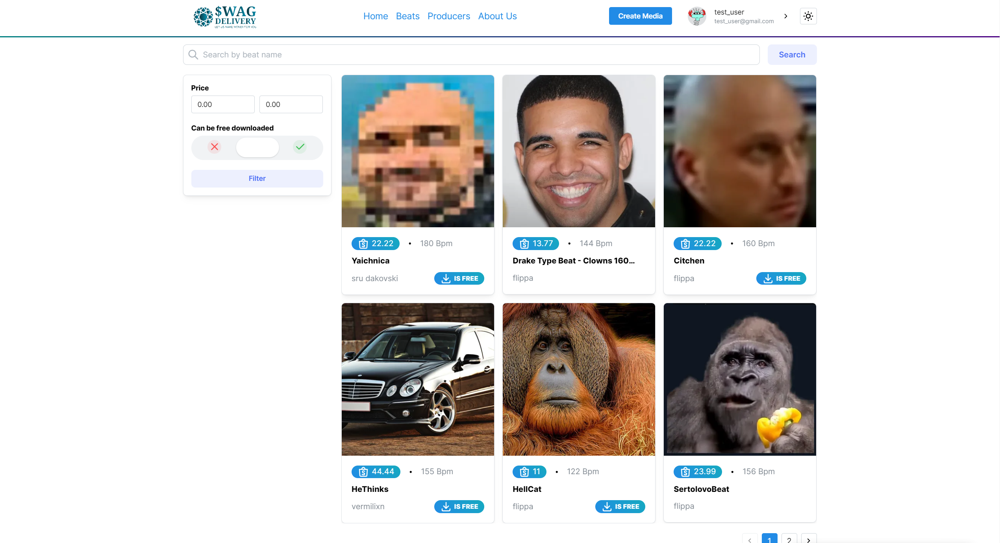 $WAG
DELIVERY
LET US MAKE MONEY FOR YOU
Home Beats Producers About Us
Create Media
test_user
test_user@gmail.com
Search by beat name
Search
Price
0.00 0.00
Can be free downloaded
Filter
22.22 • 180 Bpm
Yaichnica
sru dakovski IS FREE
13.77 • 144 Bpm
Drake Type Beat - Clowns 160...
flippa
22.22 • 160 Bpm
Citchen
flippa IS FREE
44.44 • 155 Bpm
HeThinks
vermilixn IS FREE
11 • 122 Bpm
HellCat
flippa IS FREE
23.99 • 156 Bpm
SertolovoBeat
flippa
1 2